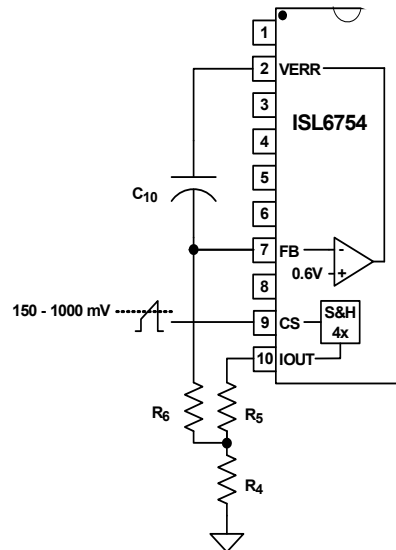 1
2 VERR
3
ISL6754
4
5
C10
6
7 FB -
0.6V +
8
150 - 1000 mV
9 CS
S&H
4x
10 IOUT
R6
R5
R4